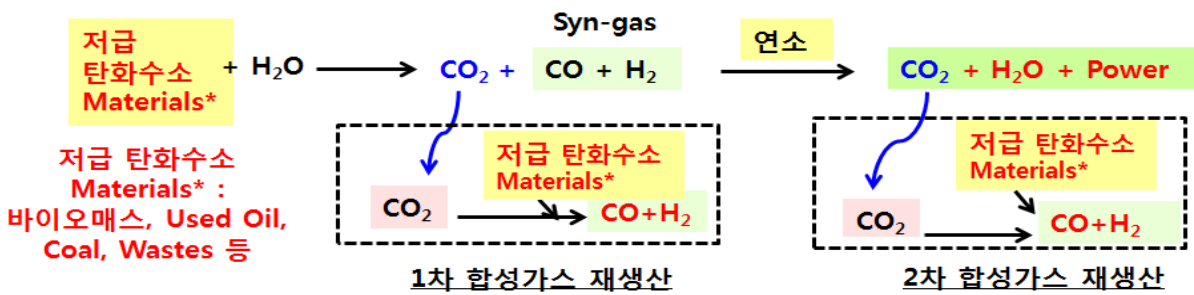 Syn-gas
저급
탄화수소
Materials*
+ H₂O
CO₂ + CO + H₂
연소
CO₂ + H₂O + Power
저급 탄화수소
Materials* :
바이오매스, Used Oil,
Coal, Wastes 등
저급 탄화수소
Materials*
CO₂
CO+H₂
1차 합성가스 재생산
저급 탄화수소
Materials*
CO₂
CO+H₂
2차 합성가스 재생산